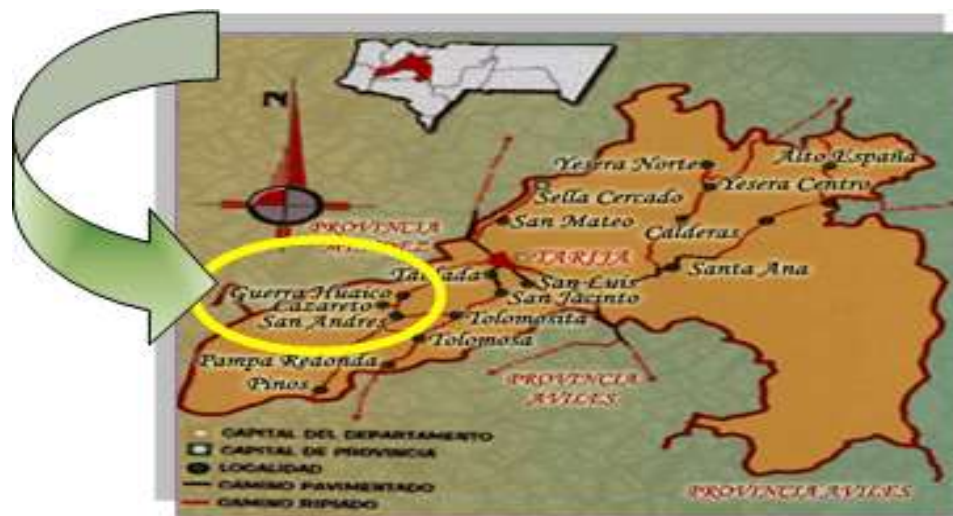 N
Yesera Norte
Alto España
Sella Cercado
Yesera Centro
San Mateo
Calderas
PROVINCIA
TARIJA
Tablada
San Luis
Santa Ana
Guerra Huaico
San Jacinto
Lazareto
San Andres
Tolomosita
Tolomosa
Pampa Redonda
Pinos
PROVINCIA
AVILES
CAPITAL DEL DEPARTAMENTO
CAPITAL DE PROVINCIA
LOCALIDAD
CAMINO PAVIMENTADO
CAMINO RIPIADO
PROVINCIA AVILES